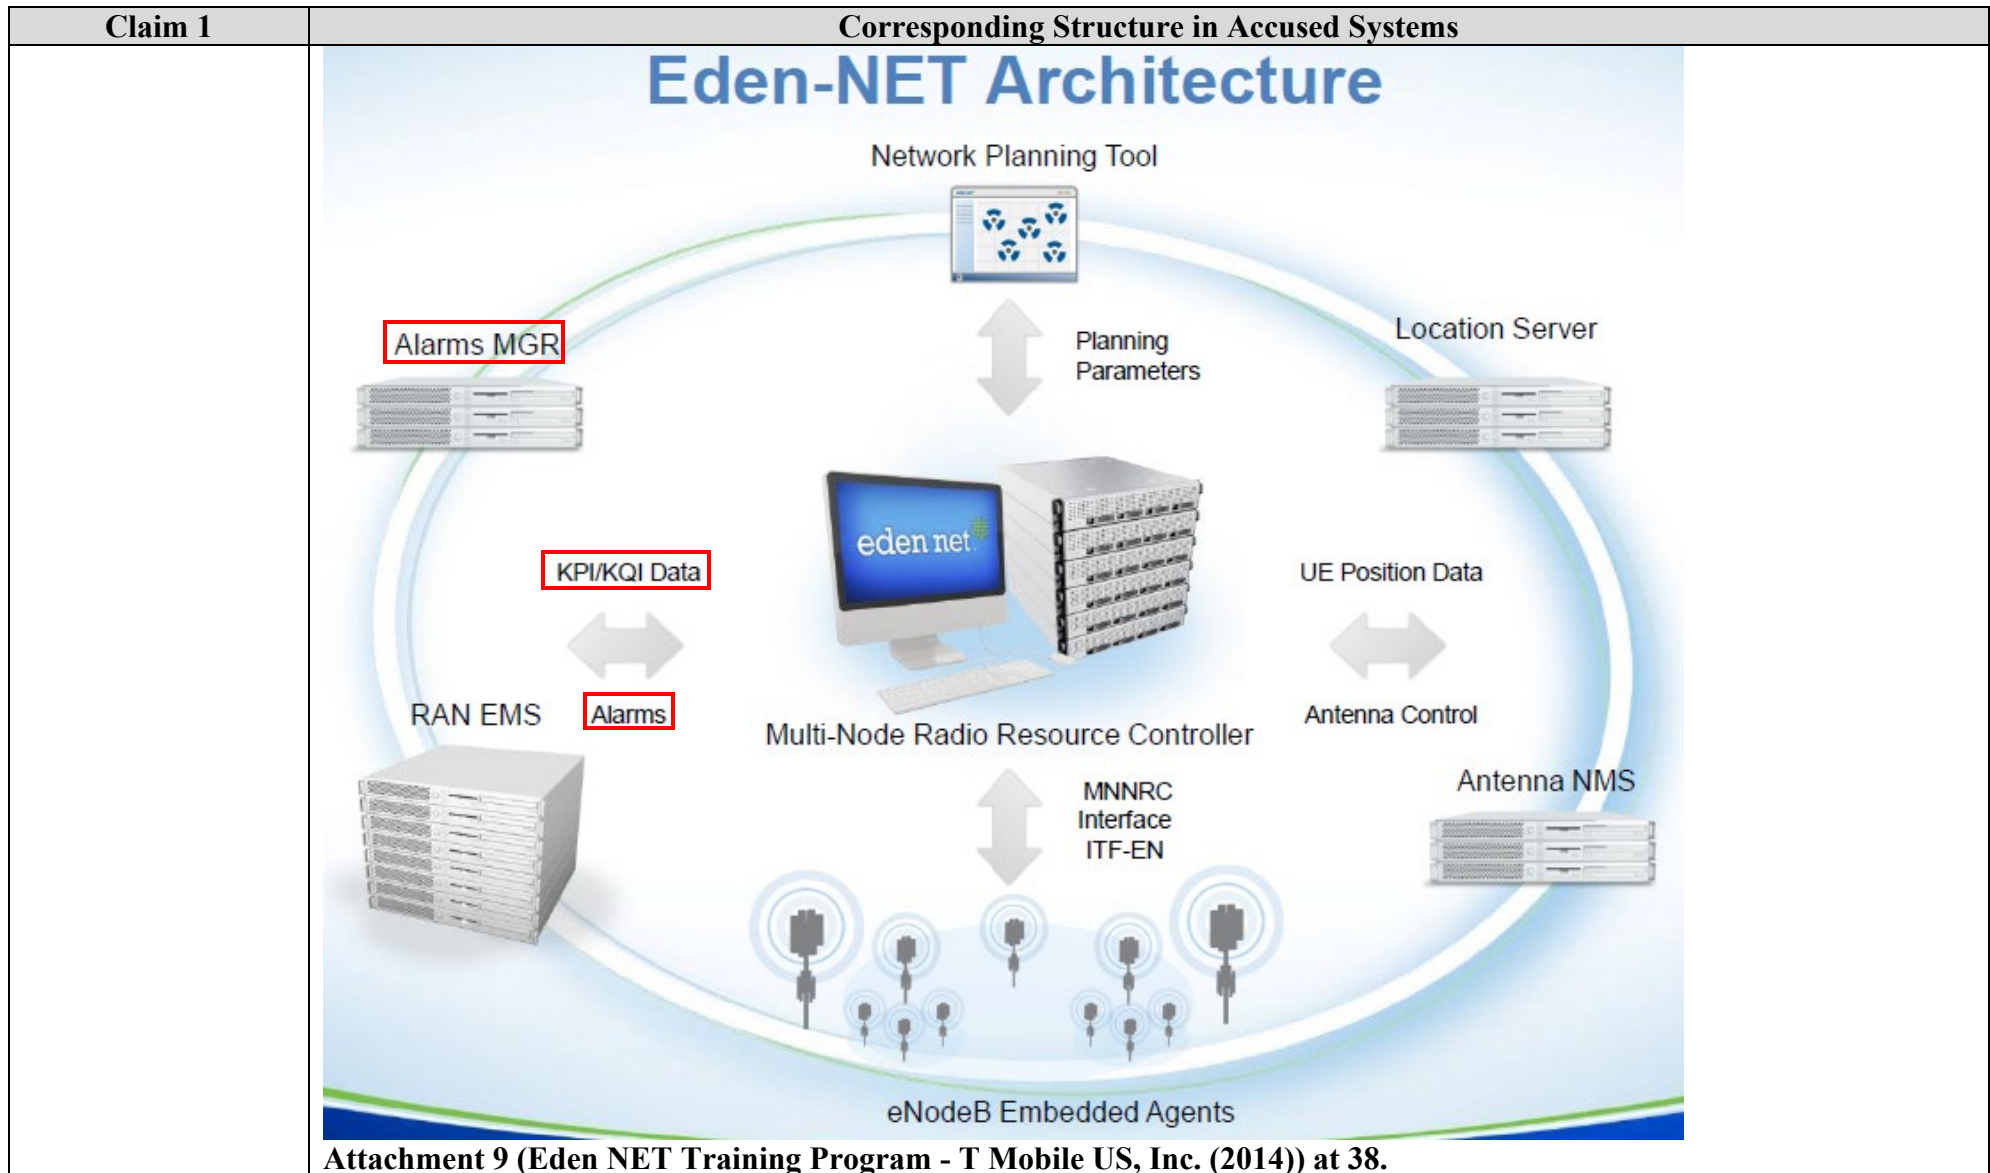 Claim 1
Corresponding Structure in Accused Systems
Eden-NET Architecture
Network Planning Tool
Alarms MGR
Planning
Parameters
Location Server
eden net
KPI/KQI Data
UE Position Data
RAN EMS
Alarms
Antenna Control
Multi-Node Radio Resource Controller
MNNRC
Interface
ITF-EN
Antenna NMS
eNodeB Embedded Agents
Attachment 9 (Eden NET Training Program - T Mobile US, Inc. (2014)) at 38.